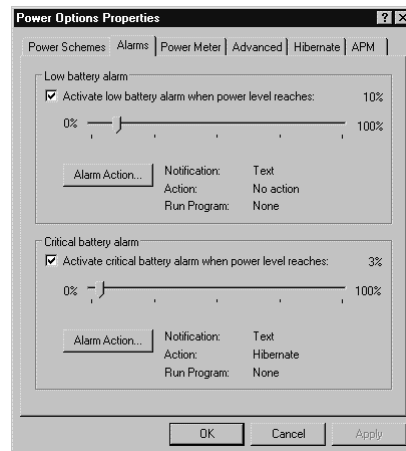 Power Options Properties
Power Schemes Alarms Power Meter Advanced Hibernate APM
Low battery alarm
Activate low battery alarm when power level reaches: 10%
0% 100%
Alarm Action... Notification: Text
Action: No action
Run Program: None
Critical battery alarm
Activate critical battery alarm when power level reaches: 3%
0% 100%
Alarm Action... Notification: Text
Action: Hibernate
Run Program: None
OK Cancel Apply